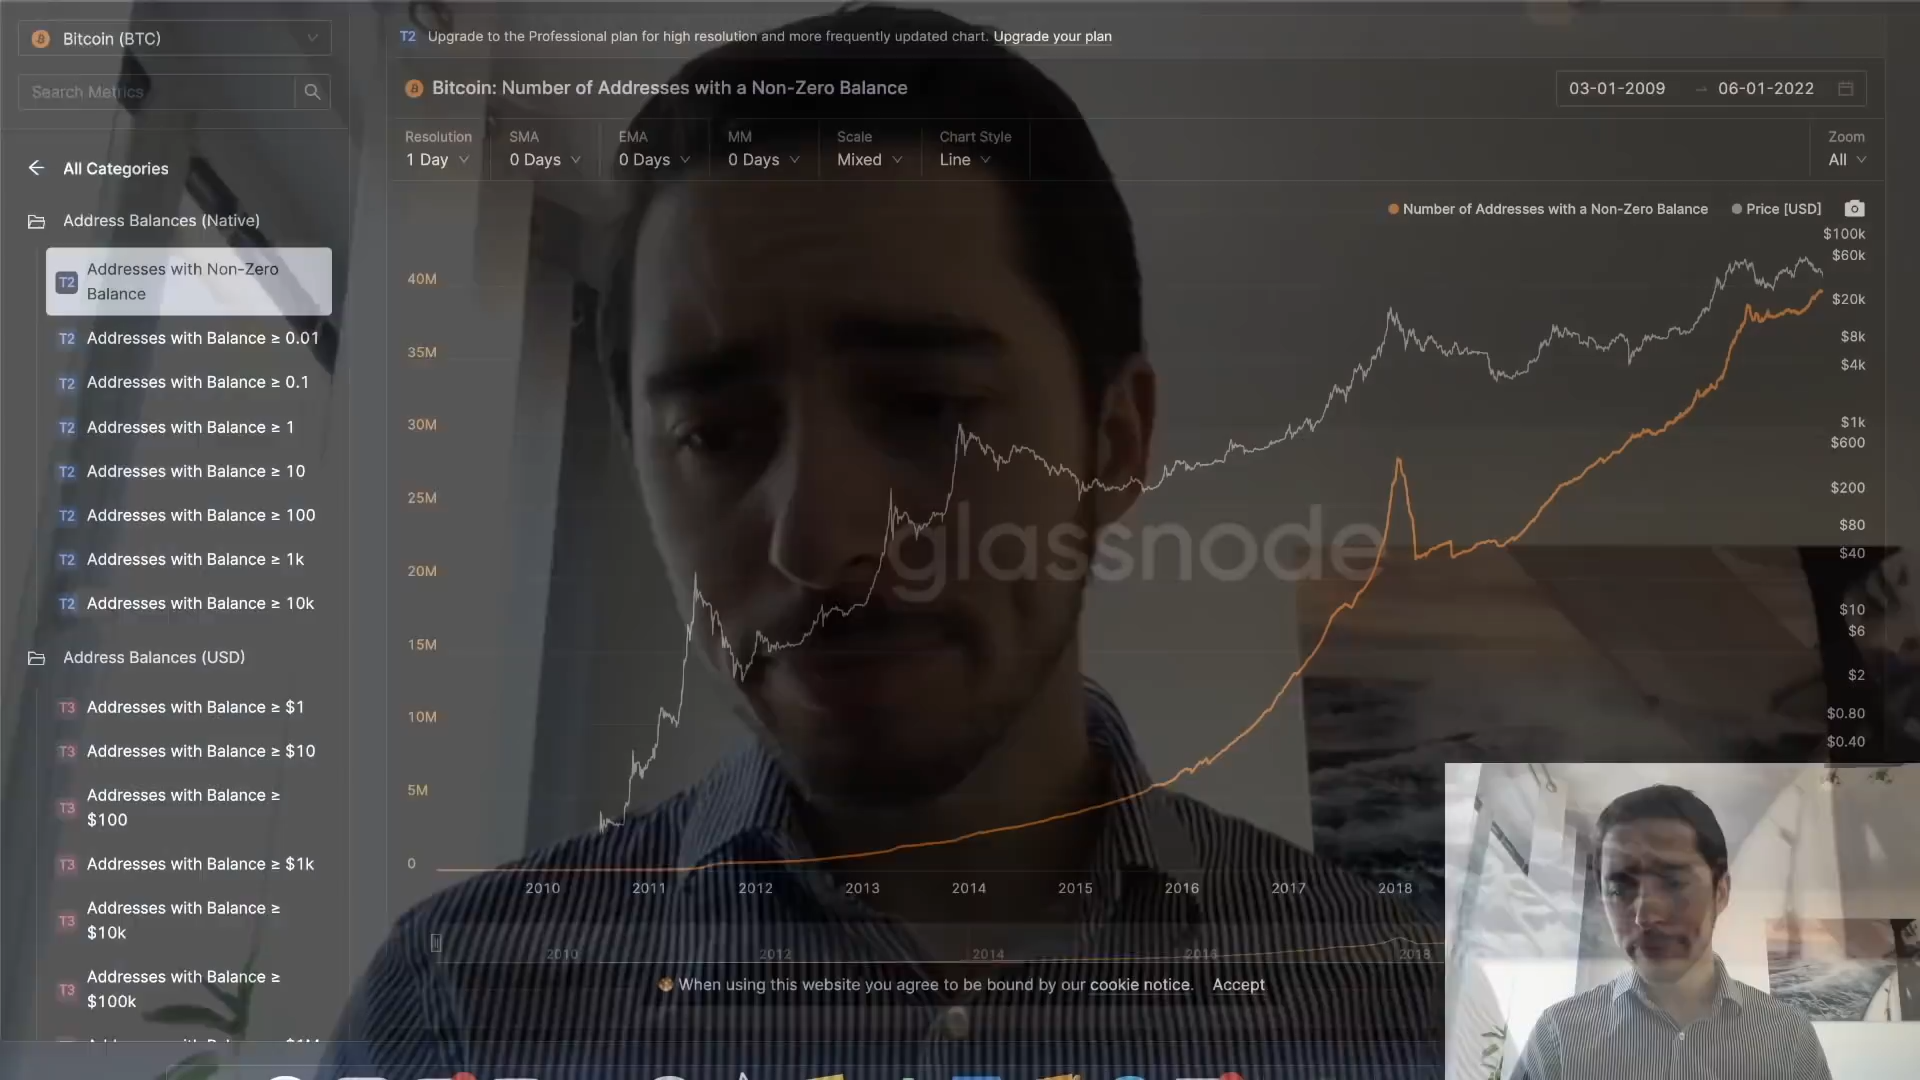 Bitcoin (BTC)
Search Metrics
All Categories
Address Balances (Native)
T2 Addresses with Non-Zero
Balance
T2 Addresses with Balance ≥ 0.01
T2 Addresses with Balance ≥ 0.1
T2 Addresses with Balance ≥ 1
T2 Addresses with Balance ≥ 10
T2 Addresses with Balance ≥ 100
T2 Addresses with Balance ≥ 1k
T2 Addresses with Balance ≥ 10k
Address Balances (USD)
T3 Addresses with Balance ≥ $1
T3 Addresses with Balance ≥ $10
T3 Addresses with Balance ≥
$100
T3 Addresses with Balance ≥ $1k
T3 Addresses with Balance ≥
$10k
T3 Addresses with Balance ≥
$100k
T2 Upgrade to the Professional plan for high resolution and more frequently updated chart. Upgrade your plan
Bitcoin: Number of Addresses with a Non-Zero Balance
03-01-2009 → 06-01-2022
Resolution SMA EMA MM Scale Chart Style Zoom
1 Day 0 Days 0 Days 0 Days Mixed Line All
Number of Addresses with a Non-Zero Balance Price [USD]
40M
35M
30M
25M
20M
15M
10M
5M
0
$100k
$60k
$20k
$8k
$4k
$1k
$600
$200
$80
$40
$10
$6
$2
$0.80
$0.40
glassnode
2010 2011 2012 2013 2014 2015 2016 2017 2018
2010 2012 2014 2016 2018
When using this website you agree to be bound by our cookie notice. Accept